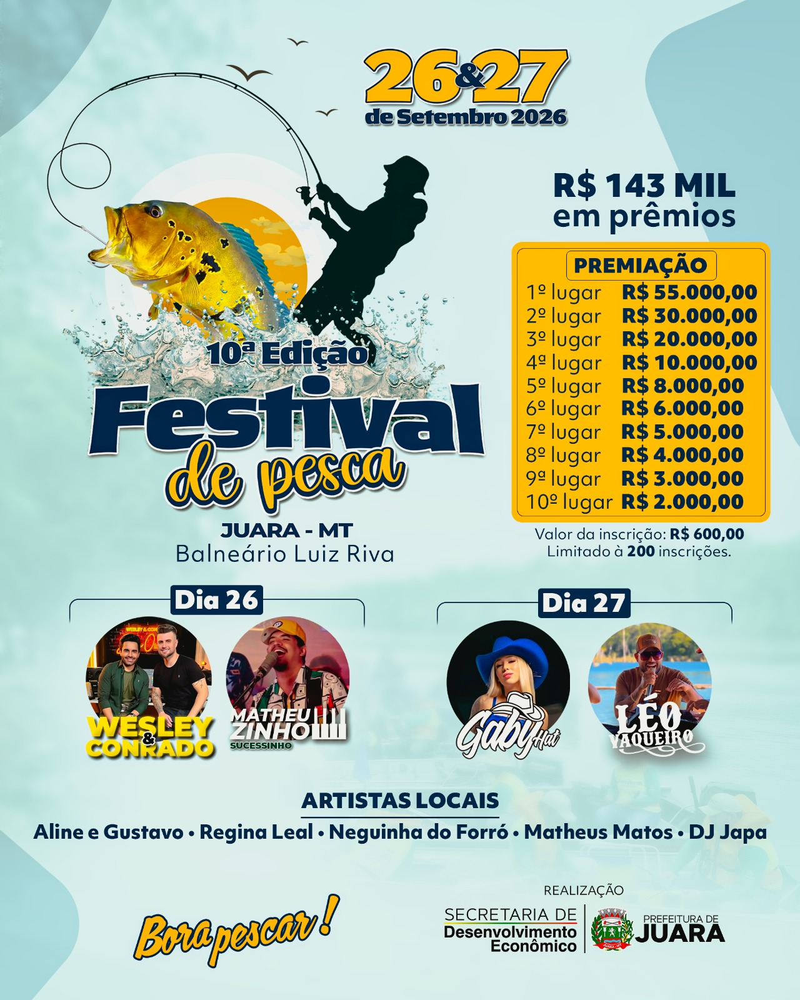 26&27
de Setembro 2026
R$ 143 MIL
em prêmios
PREMIAÇÃO
1º lugar R$ 55.000,00
2º lugar R$ 30.000,00
3º lugar R$ 20.000,00
4ª lugar R$ 10.000,00
5º lugar R$ 8.000,00
6º lugar R$ 6.000,00
7º lugar R$ 5.000,00
8º lugar R$ 4.000,00
9ª lugar R$ 3.000,00
10º lugar R$ 2.000,00
Valor da inscrição: R$ 600,00
Limitado à 200 inscrições.
10ª Edição
Festival
de pesca
JUARA - MT
Balneário Luiz Riva
Dia 26
WESLEY
&
CONRADO
MATHEU
ZINHO
SUCESSINHO
Dia 27
Gaby Hat
LÉO
VAQUEIRO
ARTISTAS LOCAIS
Aline e Gustavo • Regina Leal • Neguinha do Forró • Matheus Matos • DJ Japa
Bora pescar!
REALIZAÇÃO
SECRETARIA DE
Desenvolvimento
Econômico
PREFEITURA DE
JUARA
JUARA - MT